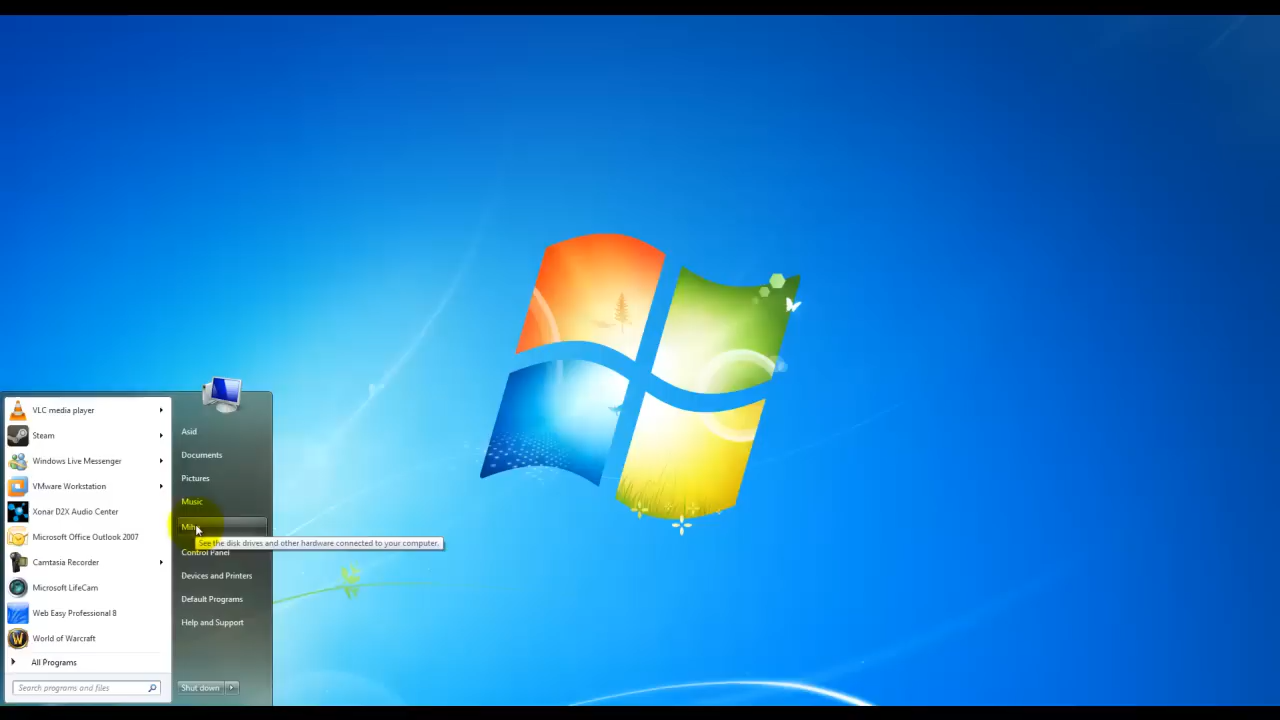 VLC media player
Steam
Windows Live Messenger
VMware Workstation
Xonar D2X Audio Center
Microsoft Office Outlook 2007
Camtasia Recorder
Microsoft LifeCam
Web Easy Professional 8
World of Warcraft
All Programs
Search programs and files
Asid
Documents
Pictures
Music
See the disk drives and other hardware connected to your computer.
Control Panel
Devices and Printers
Default Programs
Help and Support
Shut down